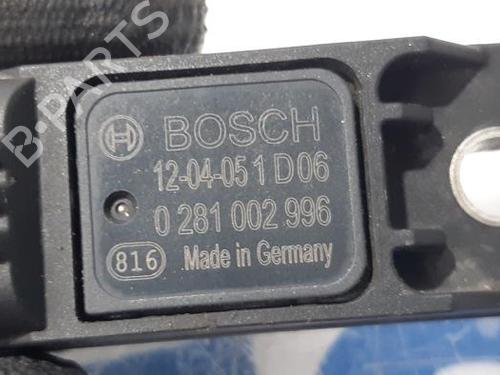 B-PARTS
BOSCH
12-04-05 1 D06
0 281 002 996
816 Made in Germany